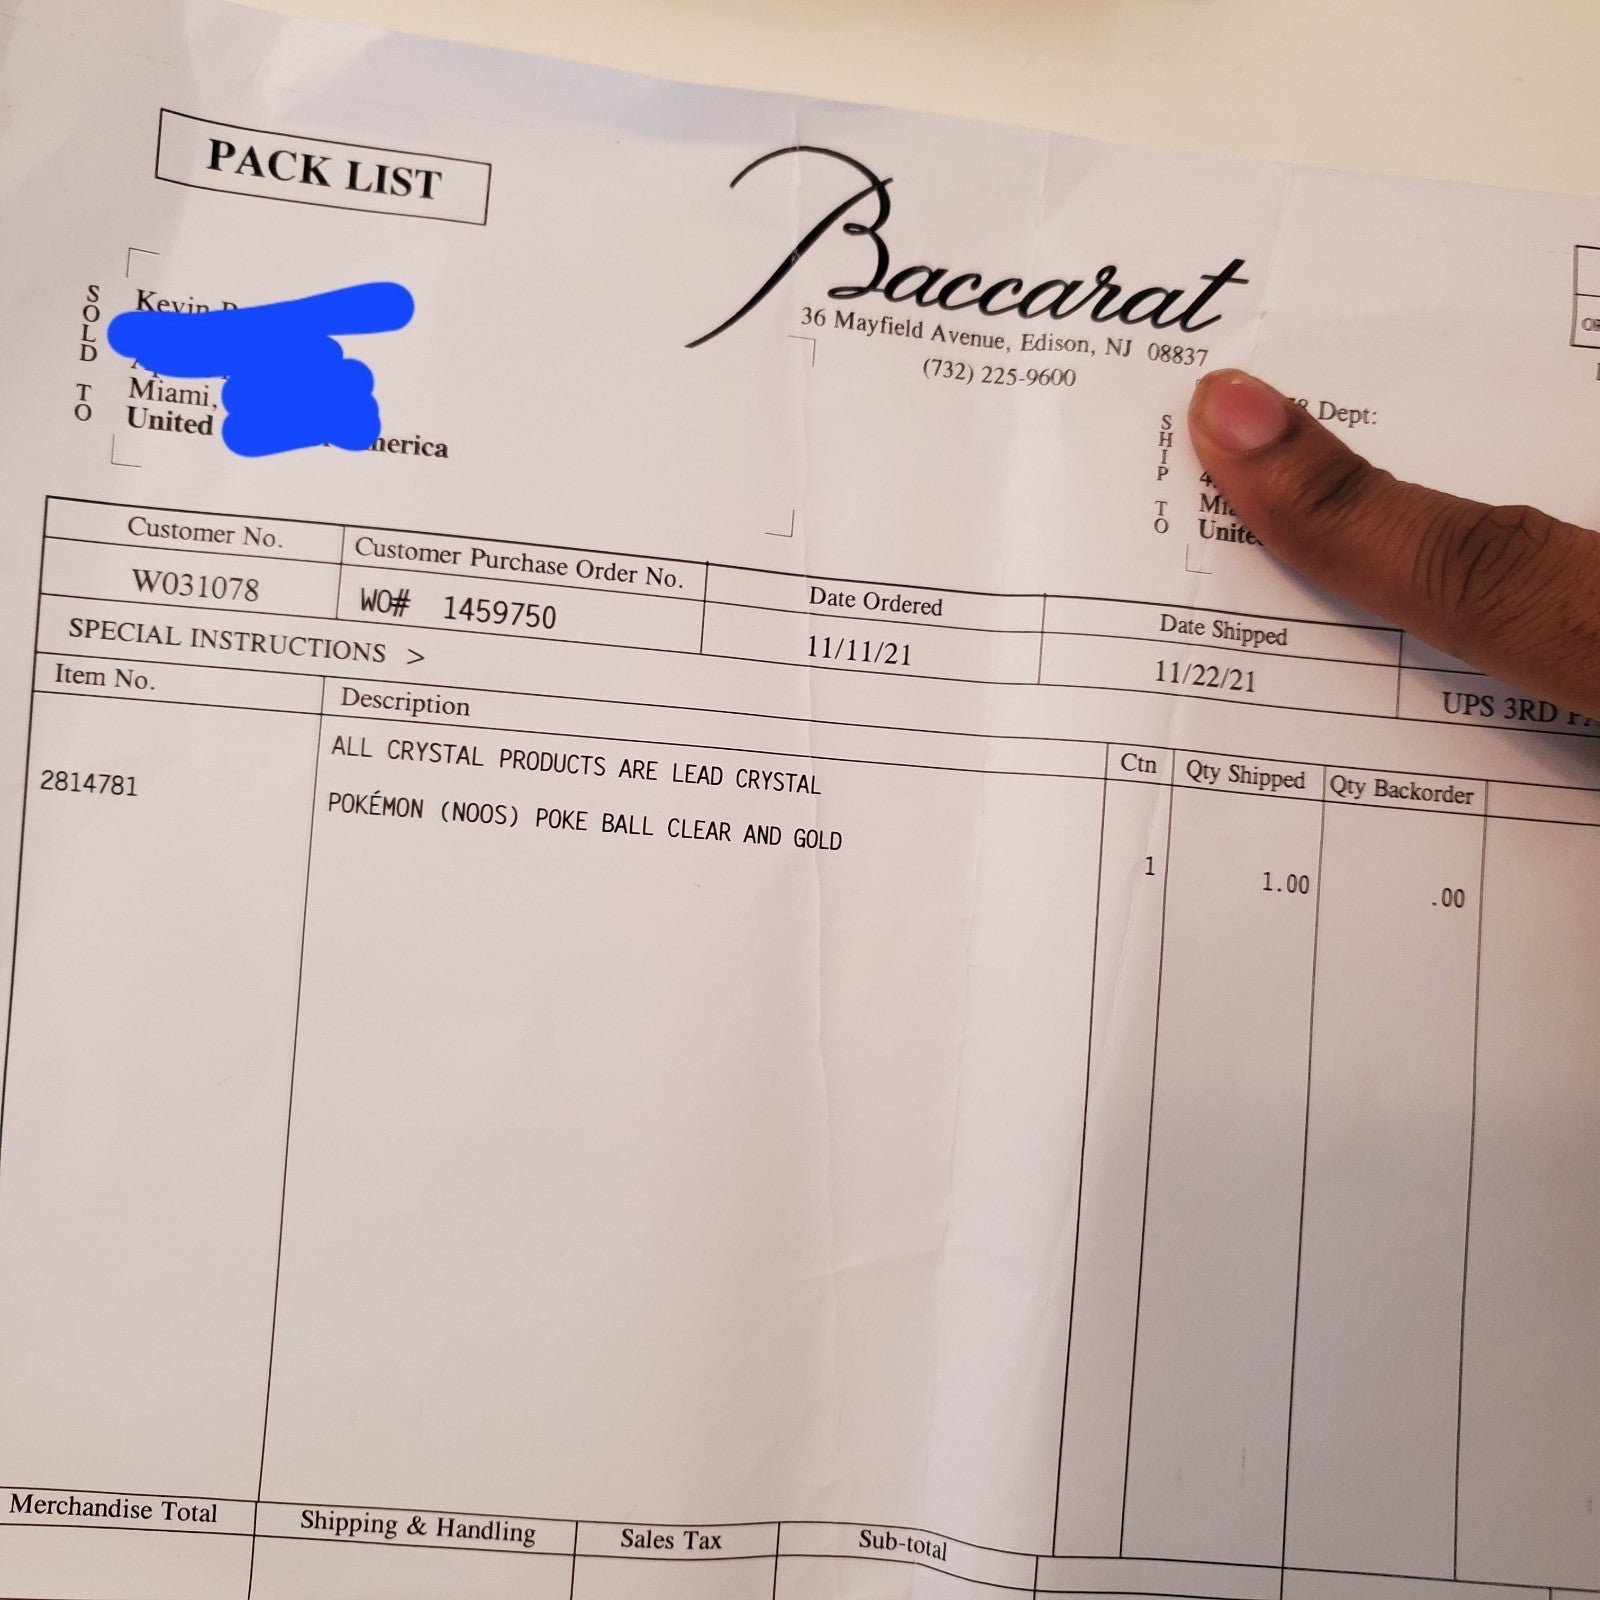 PACK LIST
Baccarat
36 Mayfield Avenue, Edison, NJ 08837
(732) 225-9600
SOLD TO
Kevin
Miami,
United
SHIP TO
Dept:
Customer No.
Customer Purchase Order No.
Date Ordered
Date Shipped
W031078
WO# 1459750
11/11/21
11/22/21
UPS 3RD
SPECIAL INSTRUCTIONS >
Item No.
Description
Ctn
Qty Shipped
Qty Backorder
ALL CRYSTAL PRODUCTS ARE LEAD CRYSTAL
2814781
POKÉMON (NOOS) POKE BALL CLEAR AND GOLD
1
1.00
.00
Merchandise Total
Shipping & Handling
Sales Tax
Sub-total